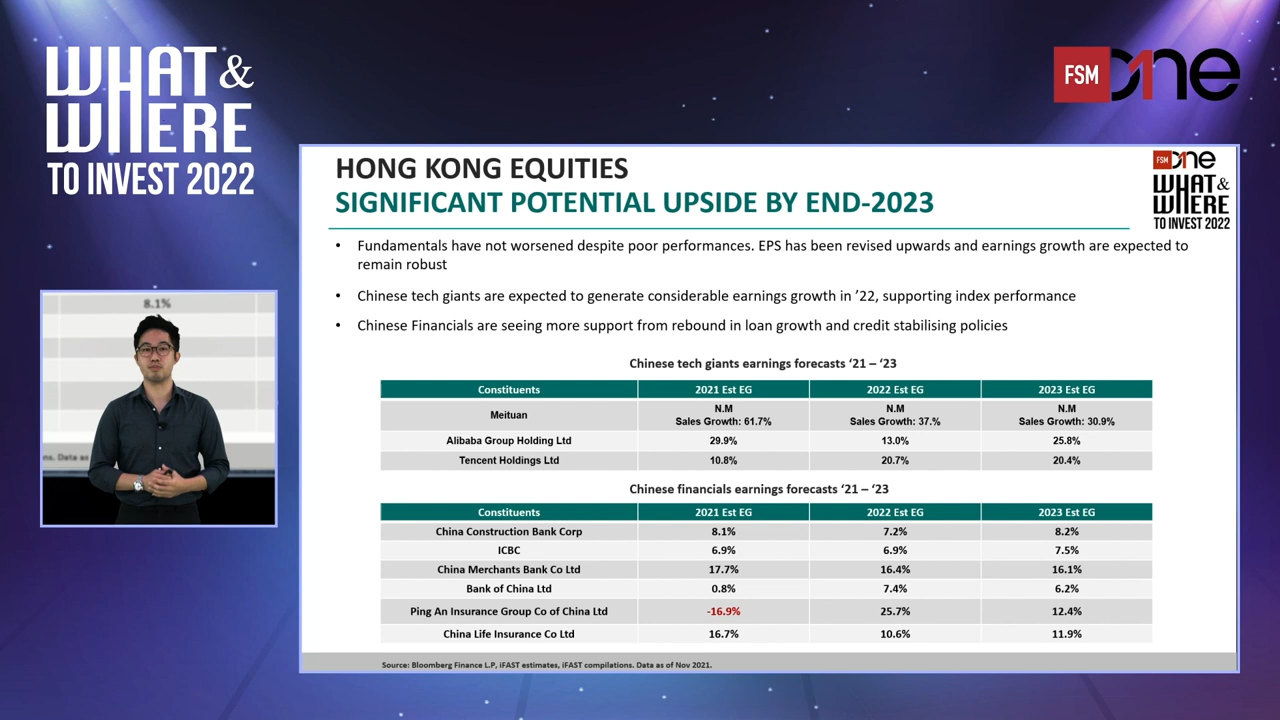 WHAT &
WHERE
TO INVEST 2022
FSM one
HONG KONG EQUITIES
SIGNIFICANT POTENTIAL UPSIDE BY END-2023
FSM one
WHAT &
WHERE
TO INVEST 2022
• Fundamentals have not worsened despite poor performances. EPS has been revised upwards and earnings growth are expected to
remain robust
• Chinese tech giants are expected to generate considerable earnings growth in ’22, supporting index performance
• Chinese Financials are seeing more support from rebound in loan growth and credit stabilising policies
Chinese tech giants earnings forecasts ‘21 – ‘23
Constituents 2021 Est EG 2022 Est EG 2023 Est EG
Meituan N.M N.M N.M
Sales Growth: 61.7% Sales Growth: 37.% Sales Growth: 30.9%
Alibaba Group Holding Ltd 29.9% 13.0% 25.8%
Tencent Holdings Ltd 10.8% 20.7% 20.4%
Chinese financials earnings forecasts ‘21 – ‘23
Constituents 2021 Est EG 2022 Est EG 2023 Est EG
China Construction Bank Corp 8.1% 7.2% 8.2%
ICBC 6.9% 6.9% 7.5%
China Merchants Bank Co Ltd 17.7% 16.4% 16.1%
Bank of China Ltd 0.8% 7.4% 6.2%
Ping An Insurance Group Co of China Ltd -16.9% 25.7% 12.4%
China Life Insurance Co Ltd 16.7% 10.6% 11.9%
Source: Bloomberg Finance L.P, iFAST estimates, iFAST compilations. Data as of Nov 2021.
8.1%
ns. Data as